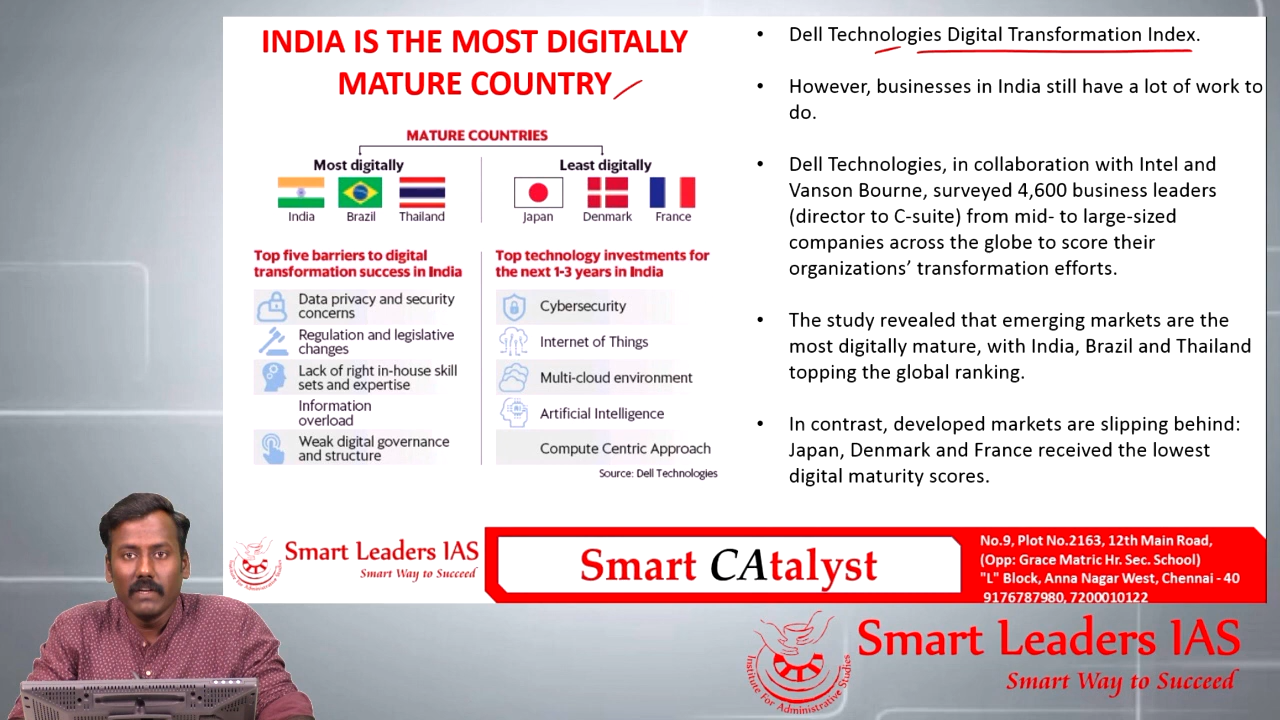 INDIA IS THE MOST DIGITALLY
MATURE COUNTRY
MATURE COUNTRIES
Most digitally
Least digitally
India
Brazil
Thailand
Japan
Denmark
France
Top five barriers to digital
transformation success in India
Data privacy and security
concerns
Regulation and legislative
changes
Lack of right in-house skill
sets and expertise
Information
overload
Weak digital governance
and structure
Top technology investments for
the next 1-3 years in India
Cybersecurity
Internet of Things
Multi-cloud environment
Artificial Intelligence
Compute Centric Approach
Source: Dell Technologies
• Dell Technologies Digital Transformation Index.
• However, businesses in India still have a lot of work to
do.
• Dell Technologies, in collaboration with Intel and
Vanson Bourne, surveyed 4,600 business leaders
(director to C-suite) from mid- to large-sized
companies across the globe to score their
organizations’ transformation efforts.
• The study revealed that emerging markets are the
most digitally mature, with India, Brazil and Thailand
topping the global ranking.
• In contrast, developed markets are slipping behind:
Japan, Denmark and France received the lowest
digital maturity scores.
Smart Leaders IAS
Smart Way to Succeed
Smart CAtalyst
No.9, Plot No.2163, 12th Main Road,
(Opp: Grace Matric Hr. Sec. School)
"L" Block, Anna Nagar West, Chennai - 40
9176787980, 7200010122
Institute For Administrative Studies
Smart Leaders IAS
Smart Way to Succeed